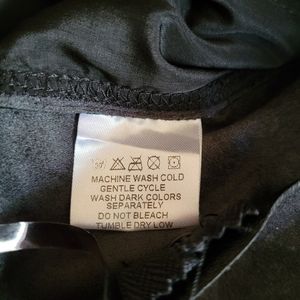 MACHINE WASH COLD
GENTLE CYCLE
WASH DARK COLORS
SEPARATELY
DO NOT BLEACH
TUMBLE DRY LOW